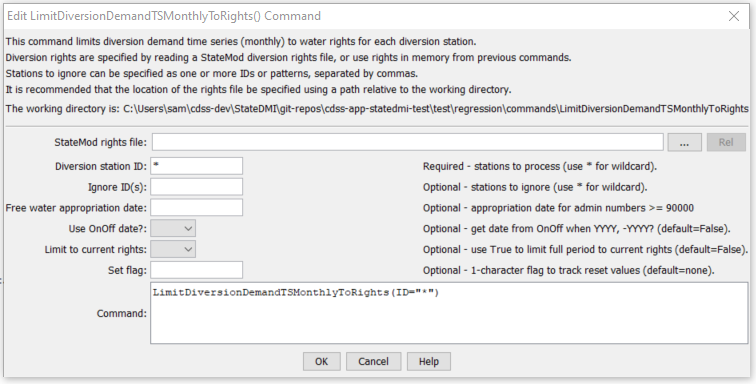 Edit LimitDiversionDemandTSMonthlyToRights() Command
This command limits diversion demand time series (monthly) to water rights for each diversion station.
Diversion rights are specified by reading a StateMod diversion rights file, or use rights in memory from previous commands.
Stations to ignore can be specified as one or more IDs or patterns, separated by commas.
It is recommended that the location of the rights file be specified using a path relative to the working directory.
The working directory is: C:\Users\sam\cdss-dev\StateDMI\git-repos\cdss-app-statedmi-test\test\regression\commands\LimitDiversionDemandTSMonthlyToRights
StateMod rights file: ... Rel
Diversion station ID: * Required - stations to process (use * for wildcard).
Ignore ID(s): Optional - stations to ignore (use * for wildcard).
Free water appropriation date: Optional - appropriation date for admin numbers >= 90000
Use OnOff date?: Optional - get date from OnOff when YYYY, -YYYY? (default=False).
Limit to current rights: Optional - use True to limit full period to current rights (default=False).
Set flag: Optional - 1-character flag to track reset values (default=none).
Command: LimitDiversionDemandTSMonthlyToRights(ID="*")
OK Cancel Help